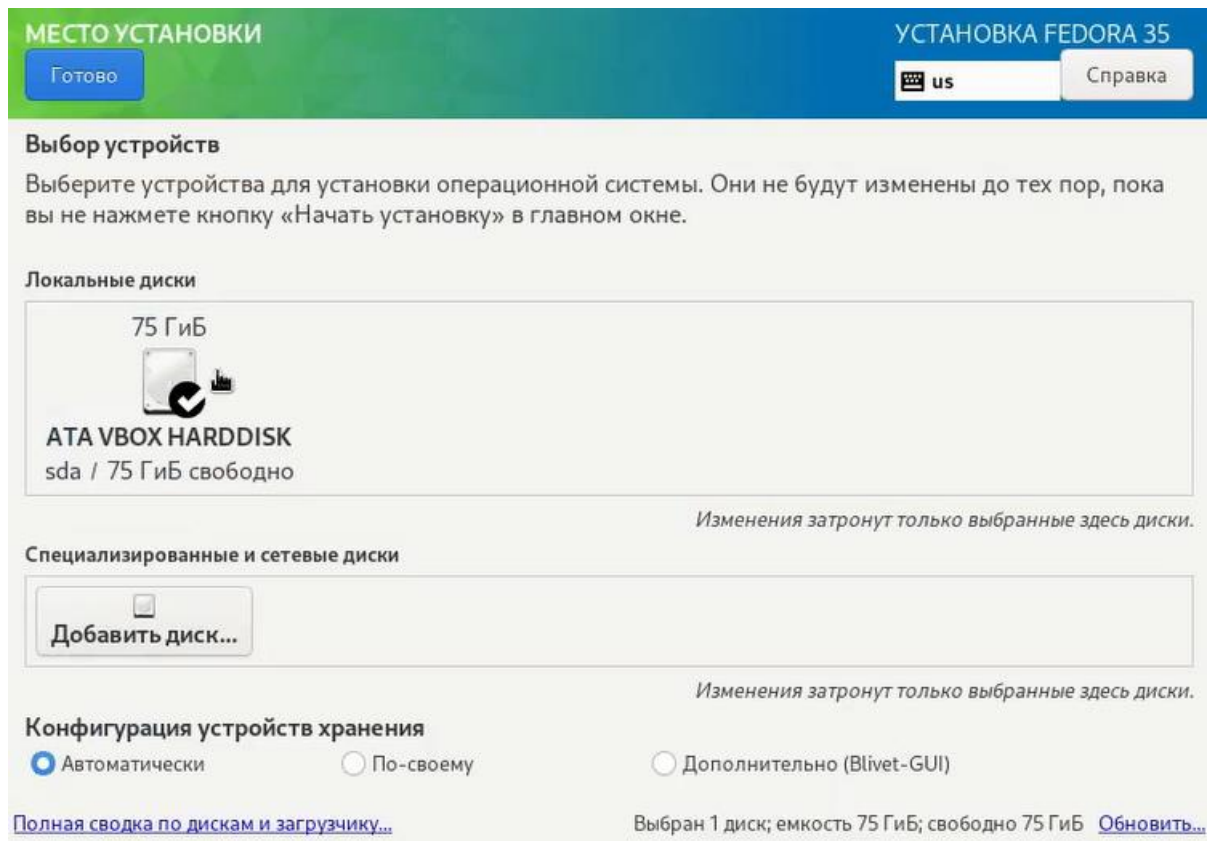 МЕСТО УСТАНОВКИ
УСТАНОВКА FEDORA 35
Готово
us
Справка
Выбор устройств
Выберите устройства для установки операционной системы. Они не будут изменены до тех пор, пока
вы не нажмете кнопку «Начать установку» в главном окне.
Локальные диски
75 ГиБ
ATA VBOX HARDDISK
sda / 75 ГиБ свободно
Изменения затронут только выбранные здесь диски.
Специализированные и сетевые диски
Добавить диск...
Изменения затронут только выбранные здесь диски.
Конфигурация устройств хранения
Автоматически
По-своему
Дополнительно (Blivet-GUI)
Полная сводка по дискам и загрузчику...
Выбран 1 диск; емкость 75 ГиБ; свободно 75 ГиБ
Обновить...